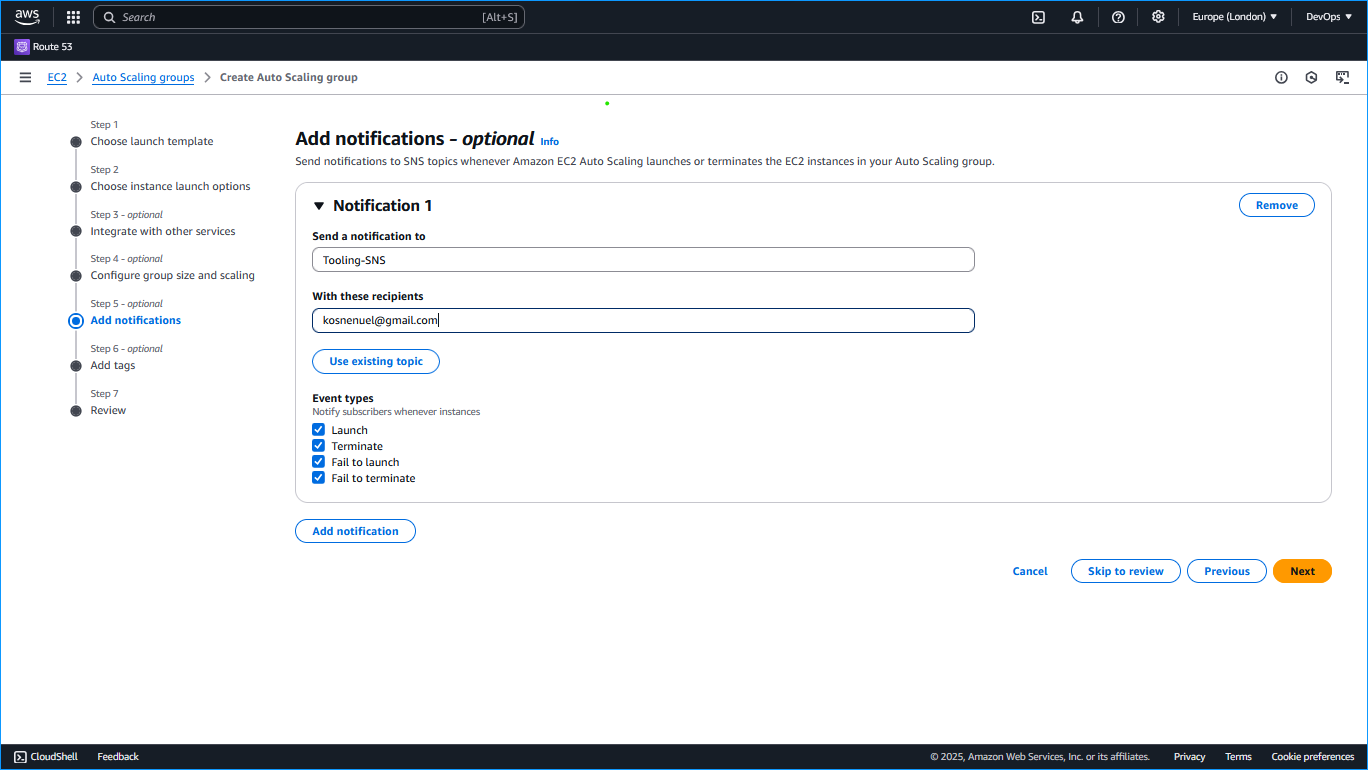 aws
Search [Alt+S]
Europe (London) ▼
DevOps ▼
Route 53
EC2 > Auto Scaling groups > Create Auto Scaling group
Step 1
Choose launch template
Step 2
Choose instance launch options
Step 3 - optional
Integrate with other services
Step 4 - optional
Configure group size and scaling
Step 5 - optional
Add notifications
Step 6 - optional
Add tags
Step 7
Review
Add notifications - optional Info
Send notifications to SNS topics whenever Amazon EC2 Auto Scaling launches or terminates the EC2 instances in your Auto Scaling group.
▼ Notification 1
Remove
Send a notification to
Tooling-SNS
With these recipients
kosnenuel@gmail.com
Use existing topic
Event types
Notify subscribers whenever instances
Launch
Terminate
Fail to launch
Fail to terminate
Add notification
Cancel
Skip to review
Previous
Next
CloudShell
Feedback
© 2025, Amazon Web Services, Inc. or its affiliates.
Privacy
Terms
Cookie preferences